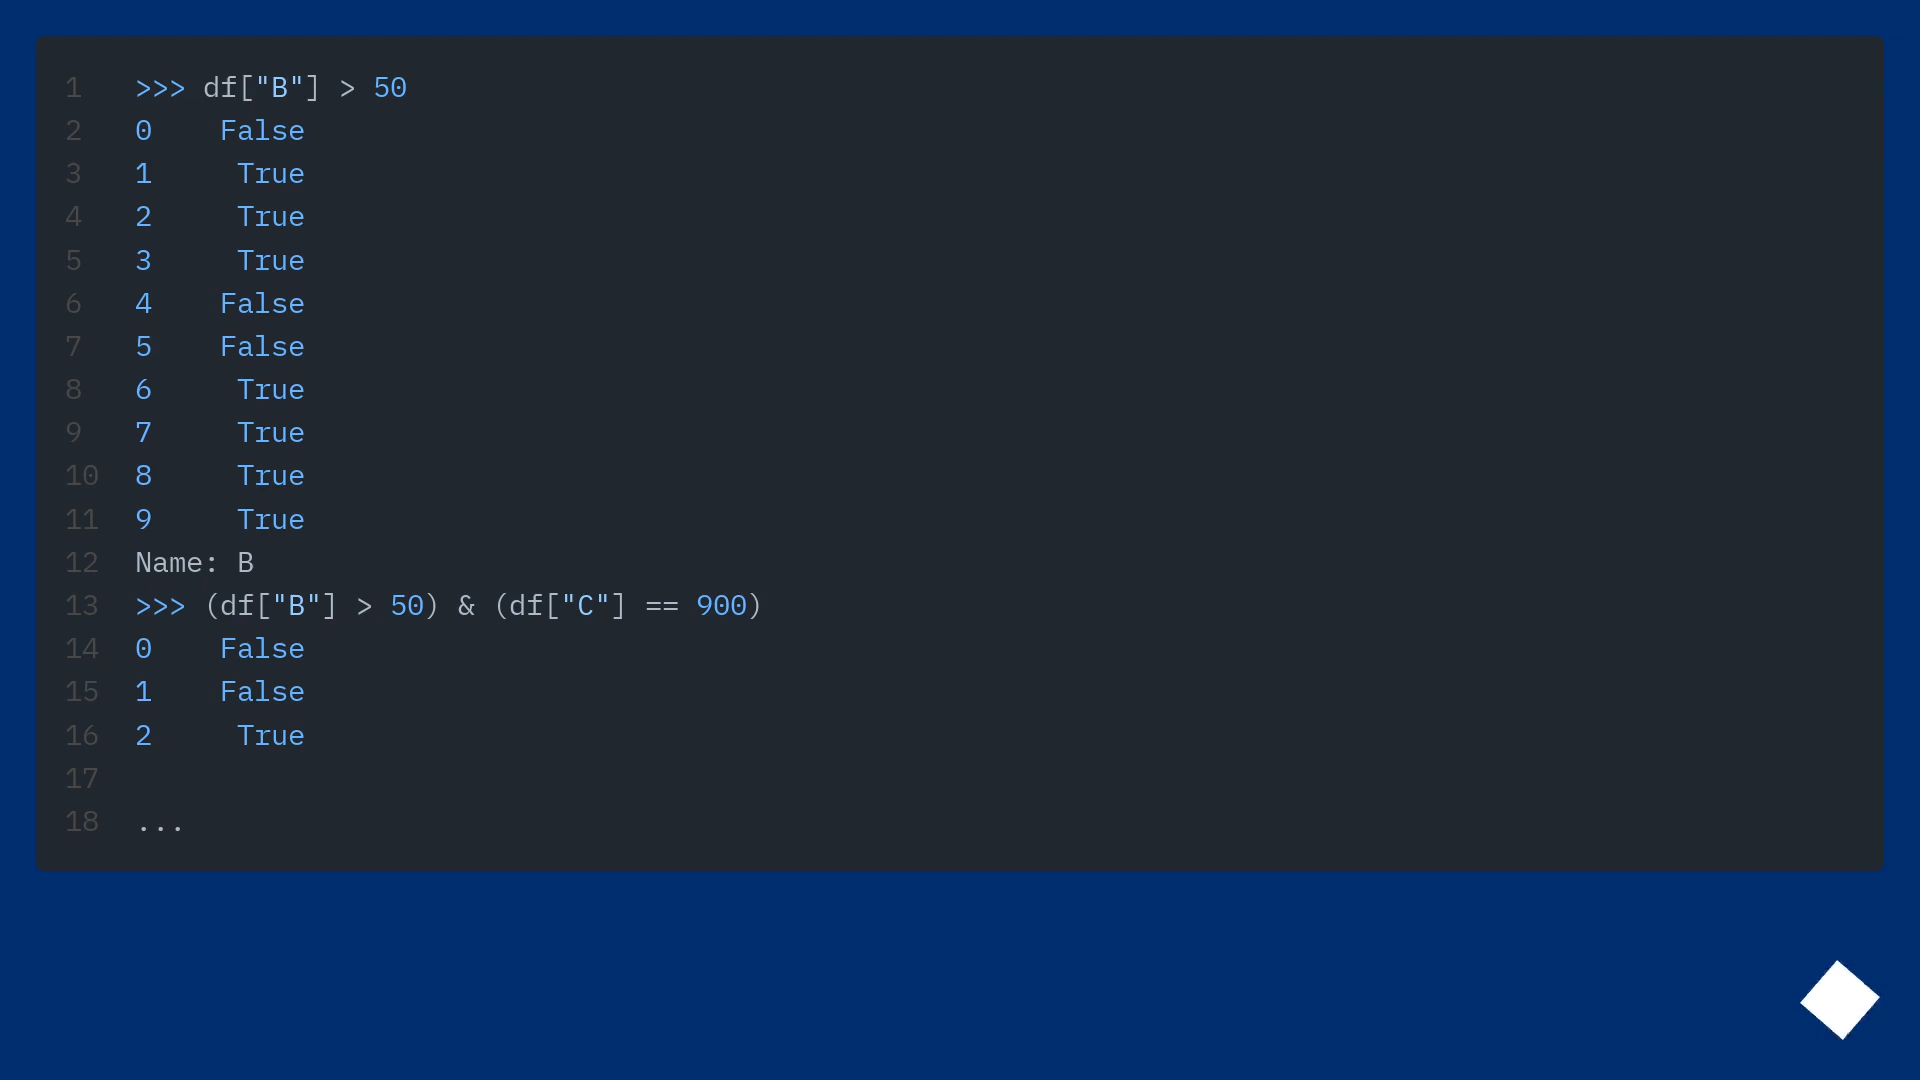 1 >>> df["B"] > 50
2 0    False
3 1     True
4 2     True
5 3     True
6 4    False
7 5    False
8 6     True
9 7     True
10 8     True
11 9     True
12 Name: B
13 >>> (df["B"] > 50) & (df["C"] == 900)
14 0    False
15 1    False
16 2     True
17
18 ...